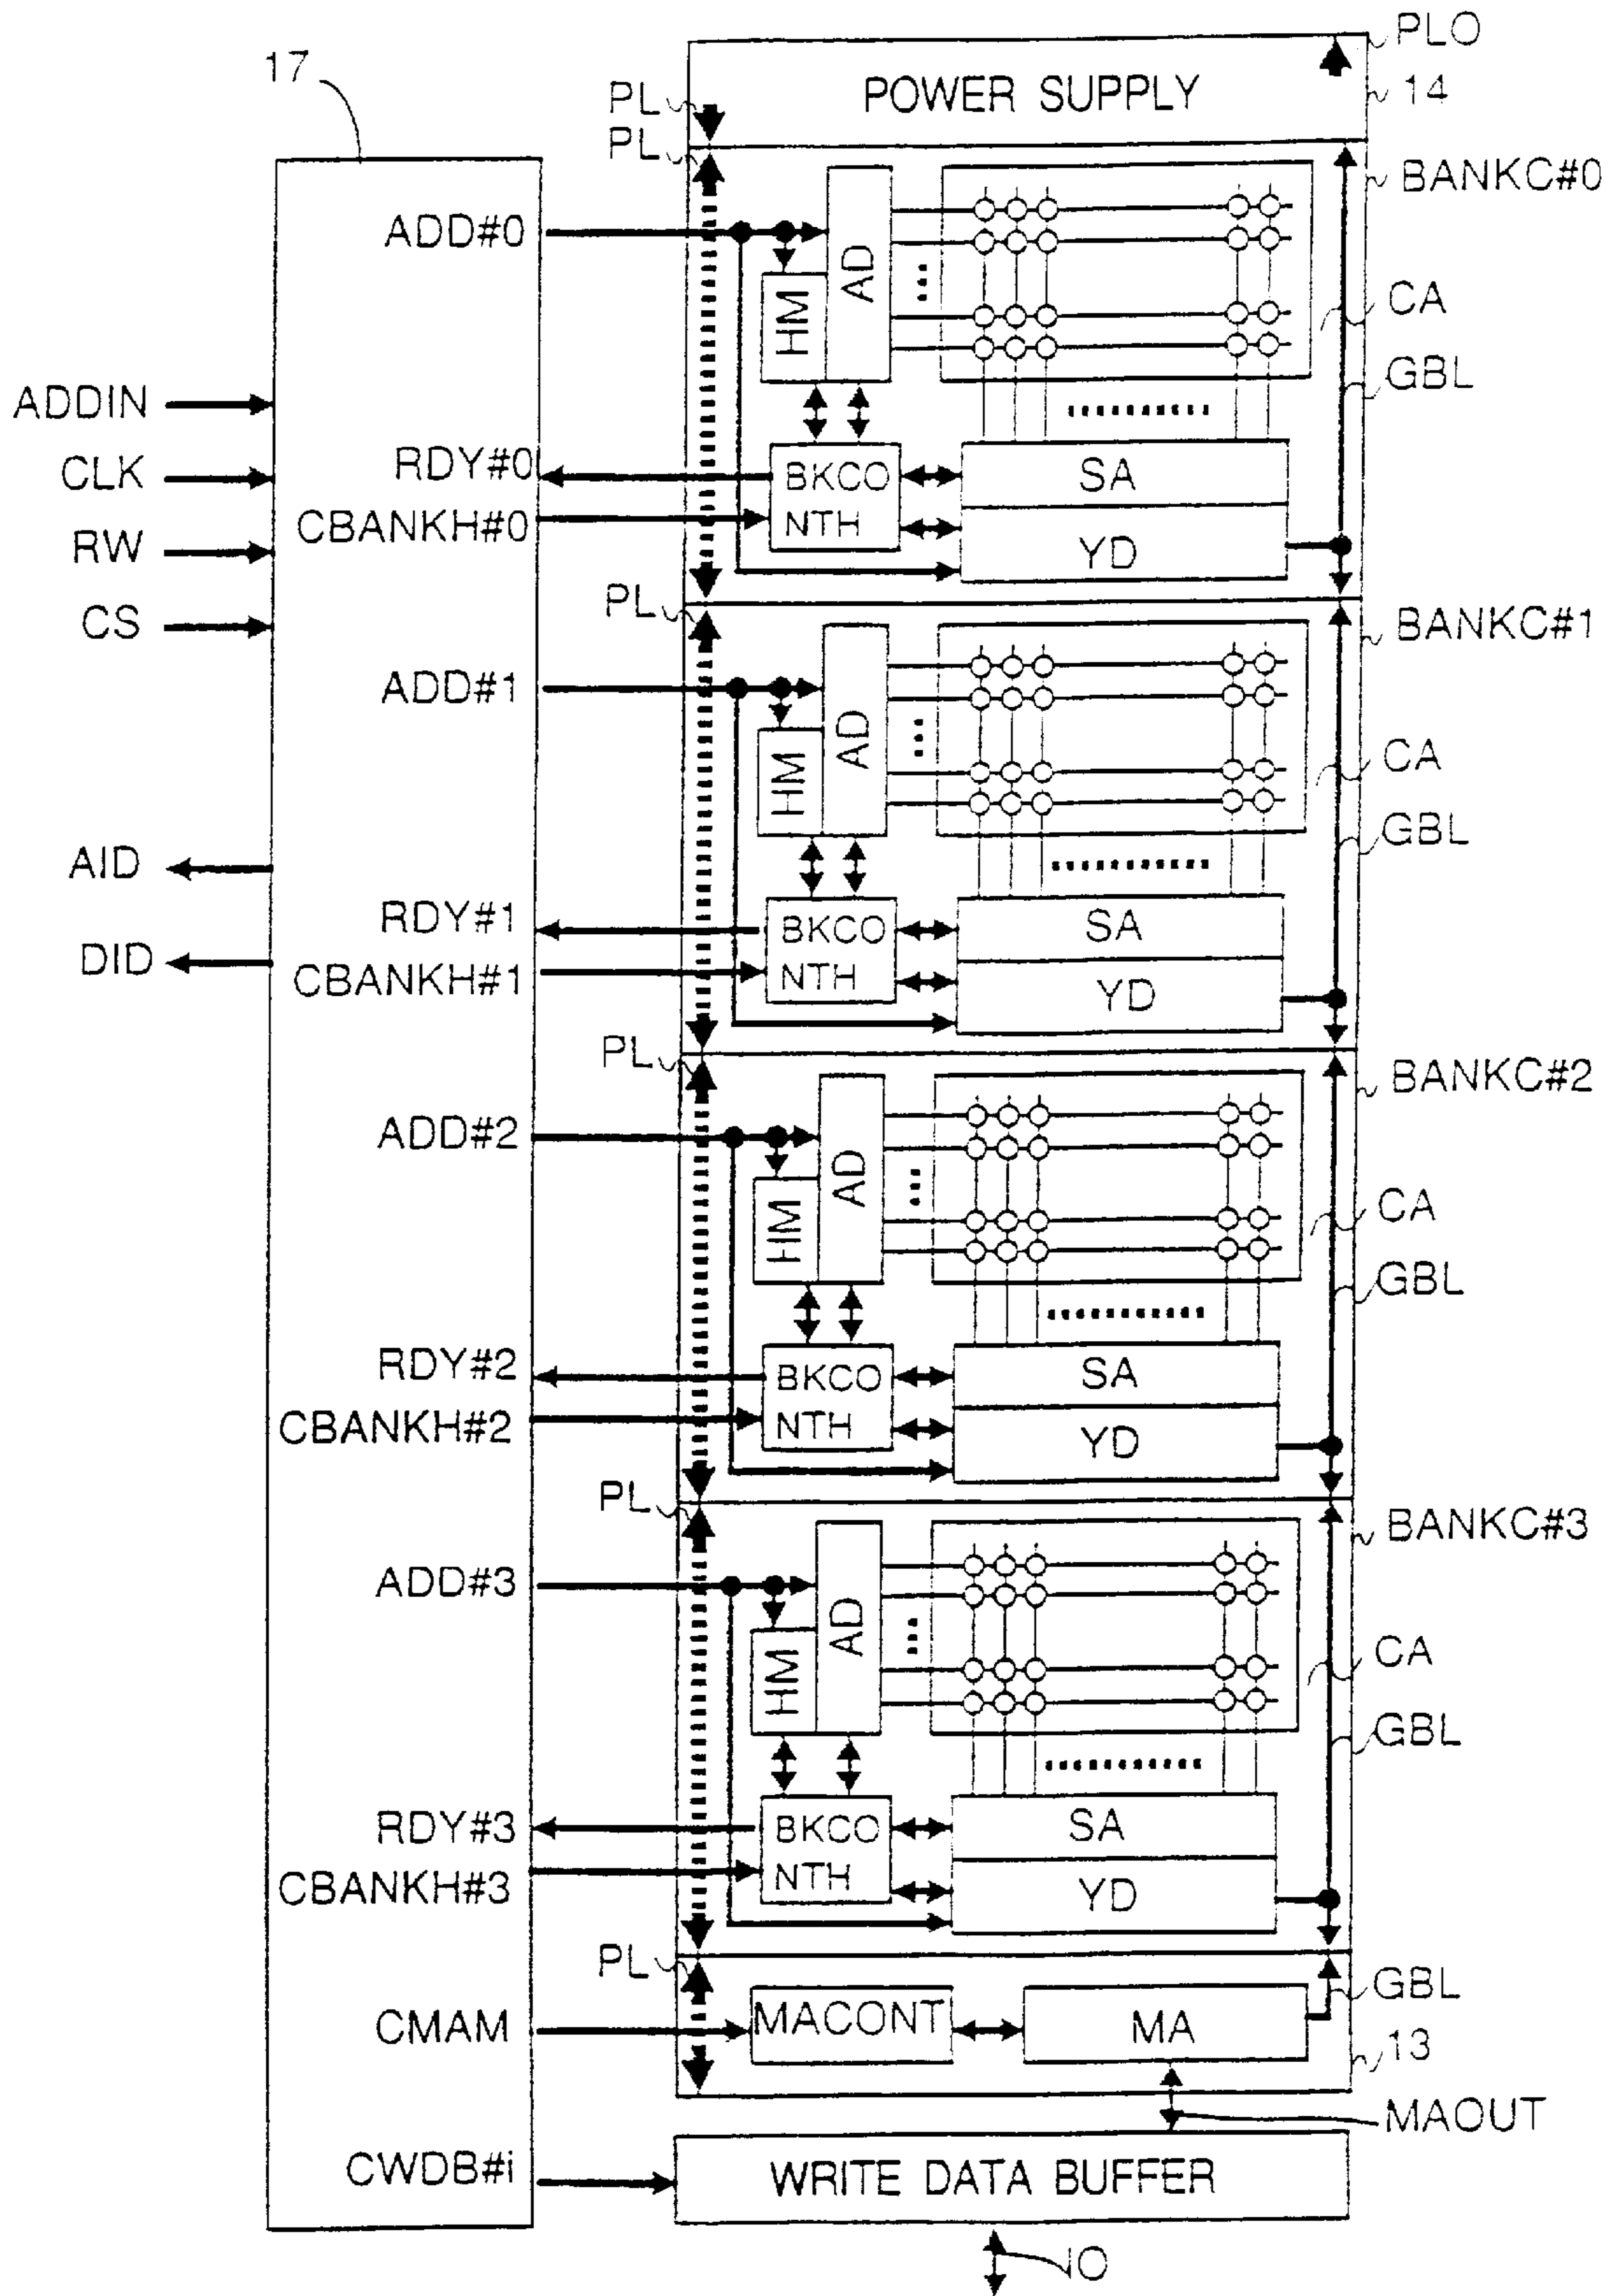 PLO
17
POWER SUPPLY
14
PL
PL
BANKC#0
ADD#0
AD
HM
CA
ADDIN
GBL
CLK
RDY#0
BKCO
SA
CBANKH#0
NTH
RW
YD
PL
CS
BANKC#1
ADD#1
AD
HM
CA
GBL
AID
RDY#1
BKCO
SA
DID
CBANKH#1
NTH
YD
PL
BANKC#2
ADD#2
AD
HM
CA
GBL
RDY#2
BKCO
SA
CBANKH#2
NTH
YD
PL
BANKC#3
ADD#3
AD
HM
CA
GBL
RDY#3
BKCO
SA
CBANKH#3
NTH
YD
PL
GBL
CMAM
MACONT
MA
13
MAOUT
CWDB#i
WRITE DATA BUFFER
IO